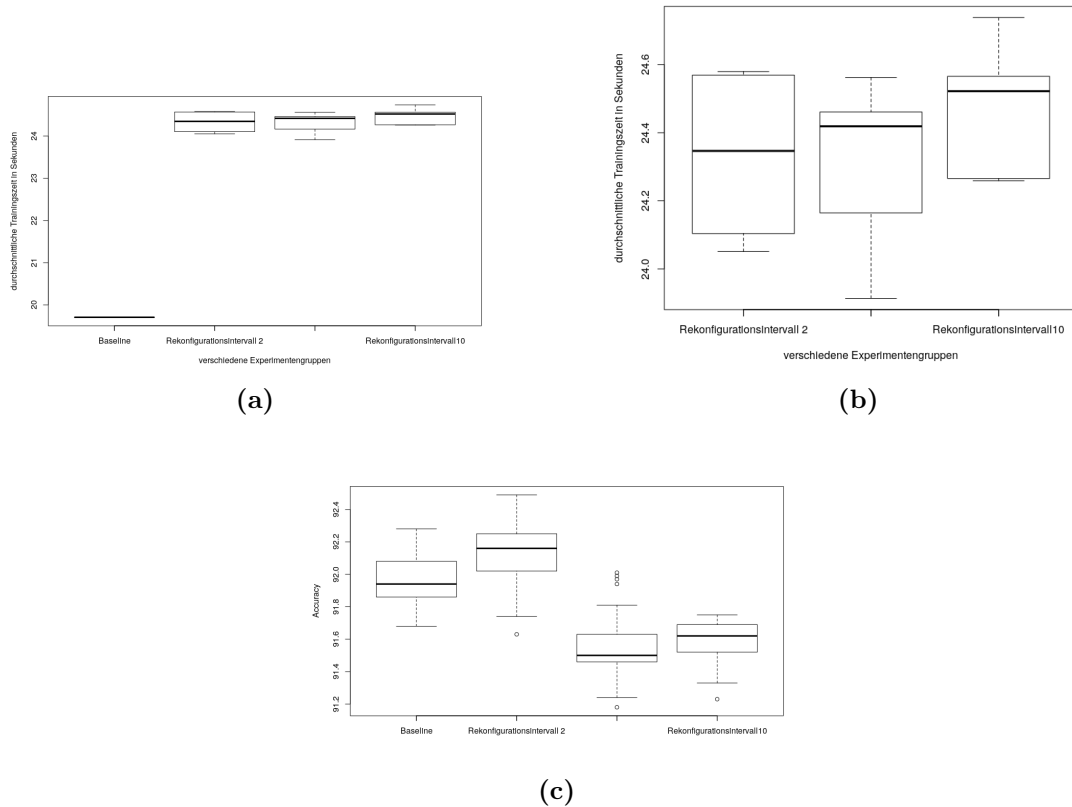 durchschnittliche Trainingszeit in Sekunden
24
23
22
21
20
Baseline
Rekonfigurationsintervall 2
Rekonfigurationsintervall10
verschiedene Experimentengruppen
(a)
durchschnittliche Trainingszeit in Sekunden
24.6
24.4
24.2
24.0
Rekonfigurationsintervall 2
Rekonfigurationsintervall10
verschiedene Experimentengruppen
(b)
Accuracy
92.4
92.2
92.0
91.8
91.6
91.4
91.2
Baseline
Rekonfigurationsintervall 2
Rekonfigurationsintervall10
(c)